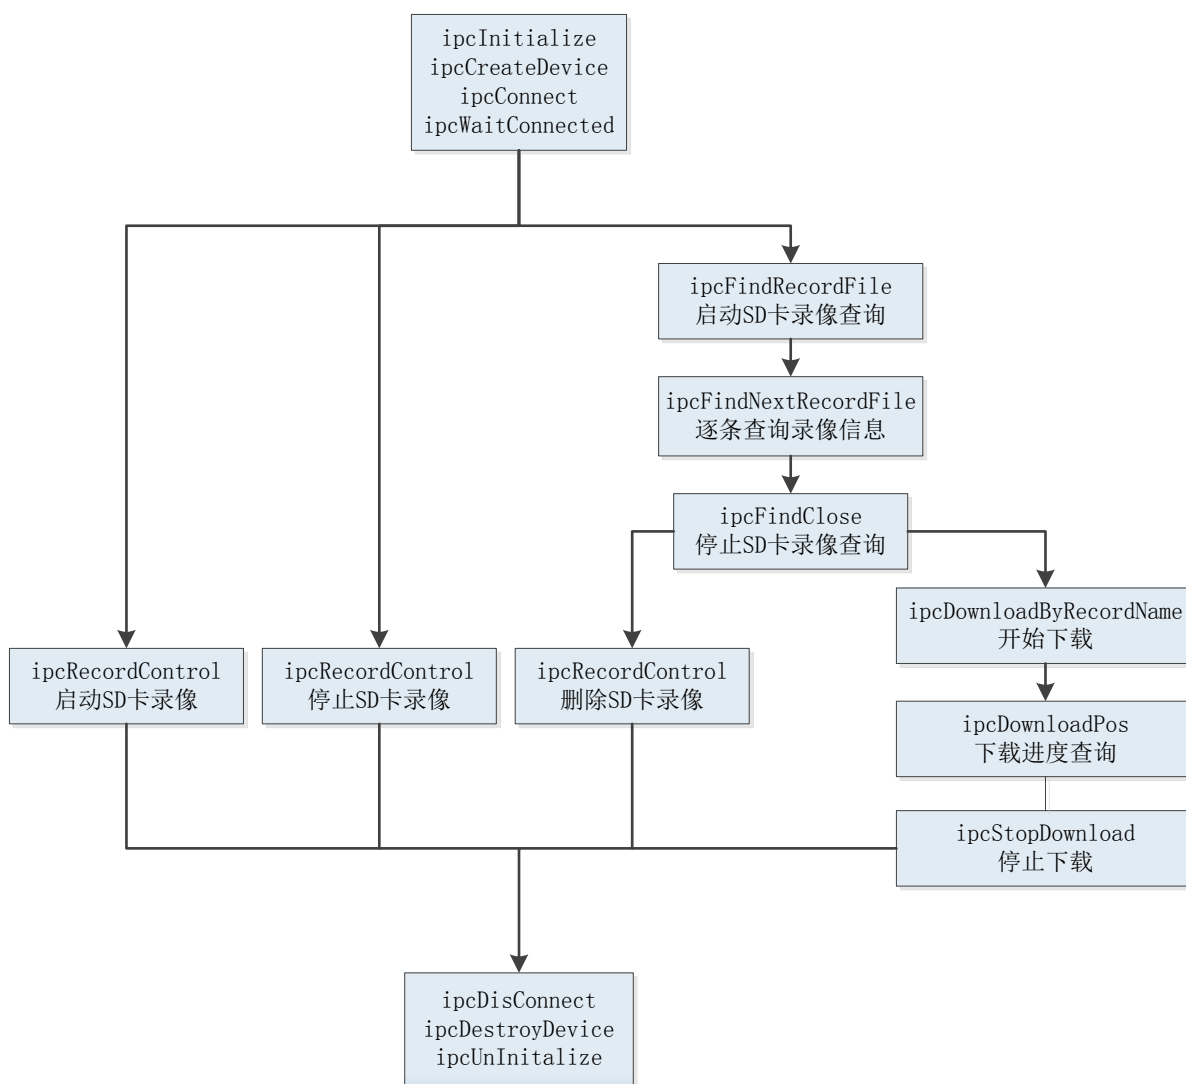 ipcInitialize
ipcCreateDevice
ipcConnect
ipcWaitConnected
ipcFindRecordFile
启动SD卡录像查询
ipcFindNextRecordFile
逐条查询录像信息
ipcFindClose
停止SD卡录像查询
ipcDownloadByRecordName
开始下载
ipcRecordControl
启动SD卡录像
ipcRecordControl
停止SD卡录像
ipcRecordControl
删除SD卡录像
ipcDownloadPos
下载进度查询
ipcStopDownload
停止下载
ipcDisConnect
ipcDestroyDevice
ipcUnInitalize